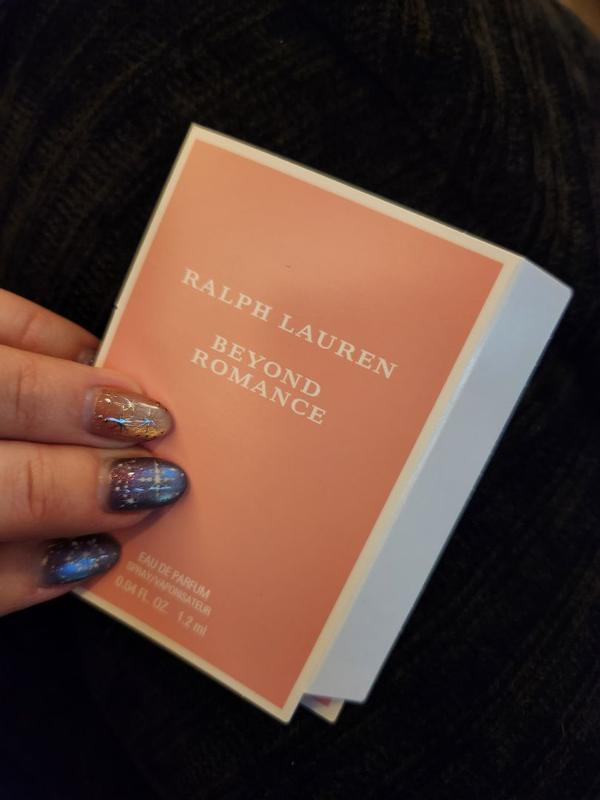 RALPH LAUREN
BEYOND
ROMANCE
EAU DE PARFUM
SPRAY/VAPORISATEUR
0.04 FL. OZ. 1.2 ml